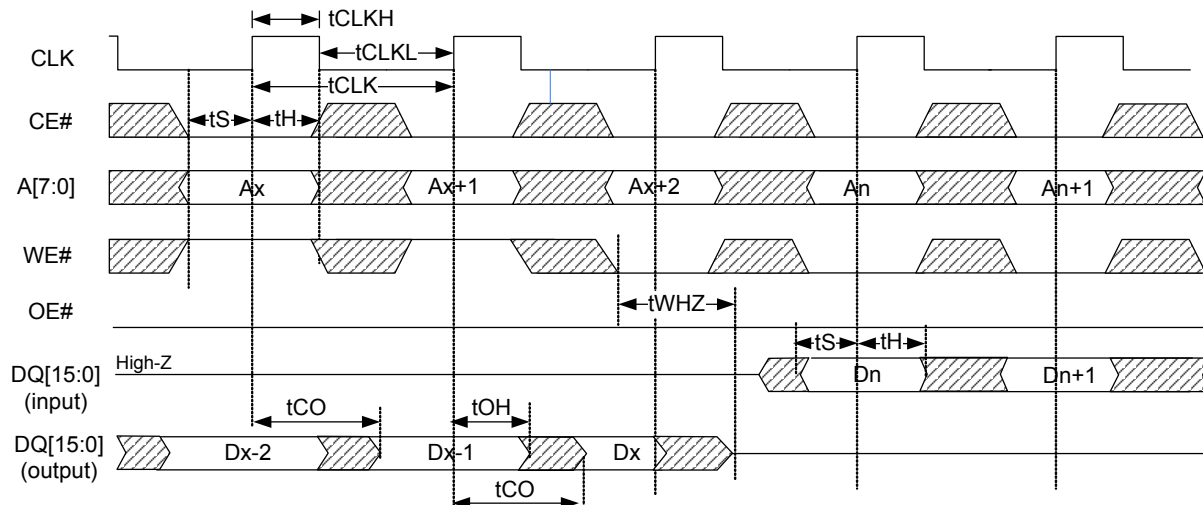 tCLKH
CLK
tCLKL
tCLK
CE#
tS
tH
A[7:0]
Ax
Ax+1
Ax+2
An
An+1
WE#
OE#
tWHZ
tS
tH
High-Z
DQ[15:0]
(input)
Dn
Dn+1
tCO
tOH
DQ[15:0]
(output)
Dx-2
Dx-1
Dx
tCO